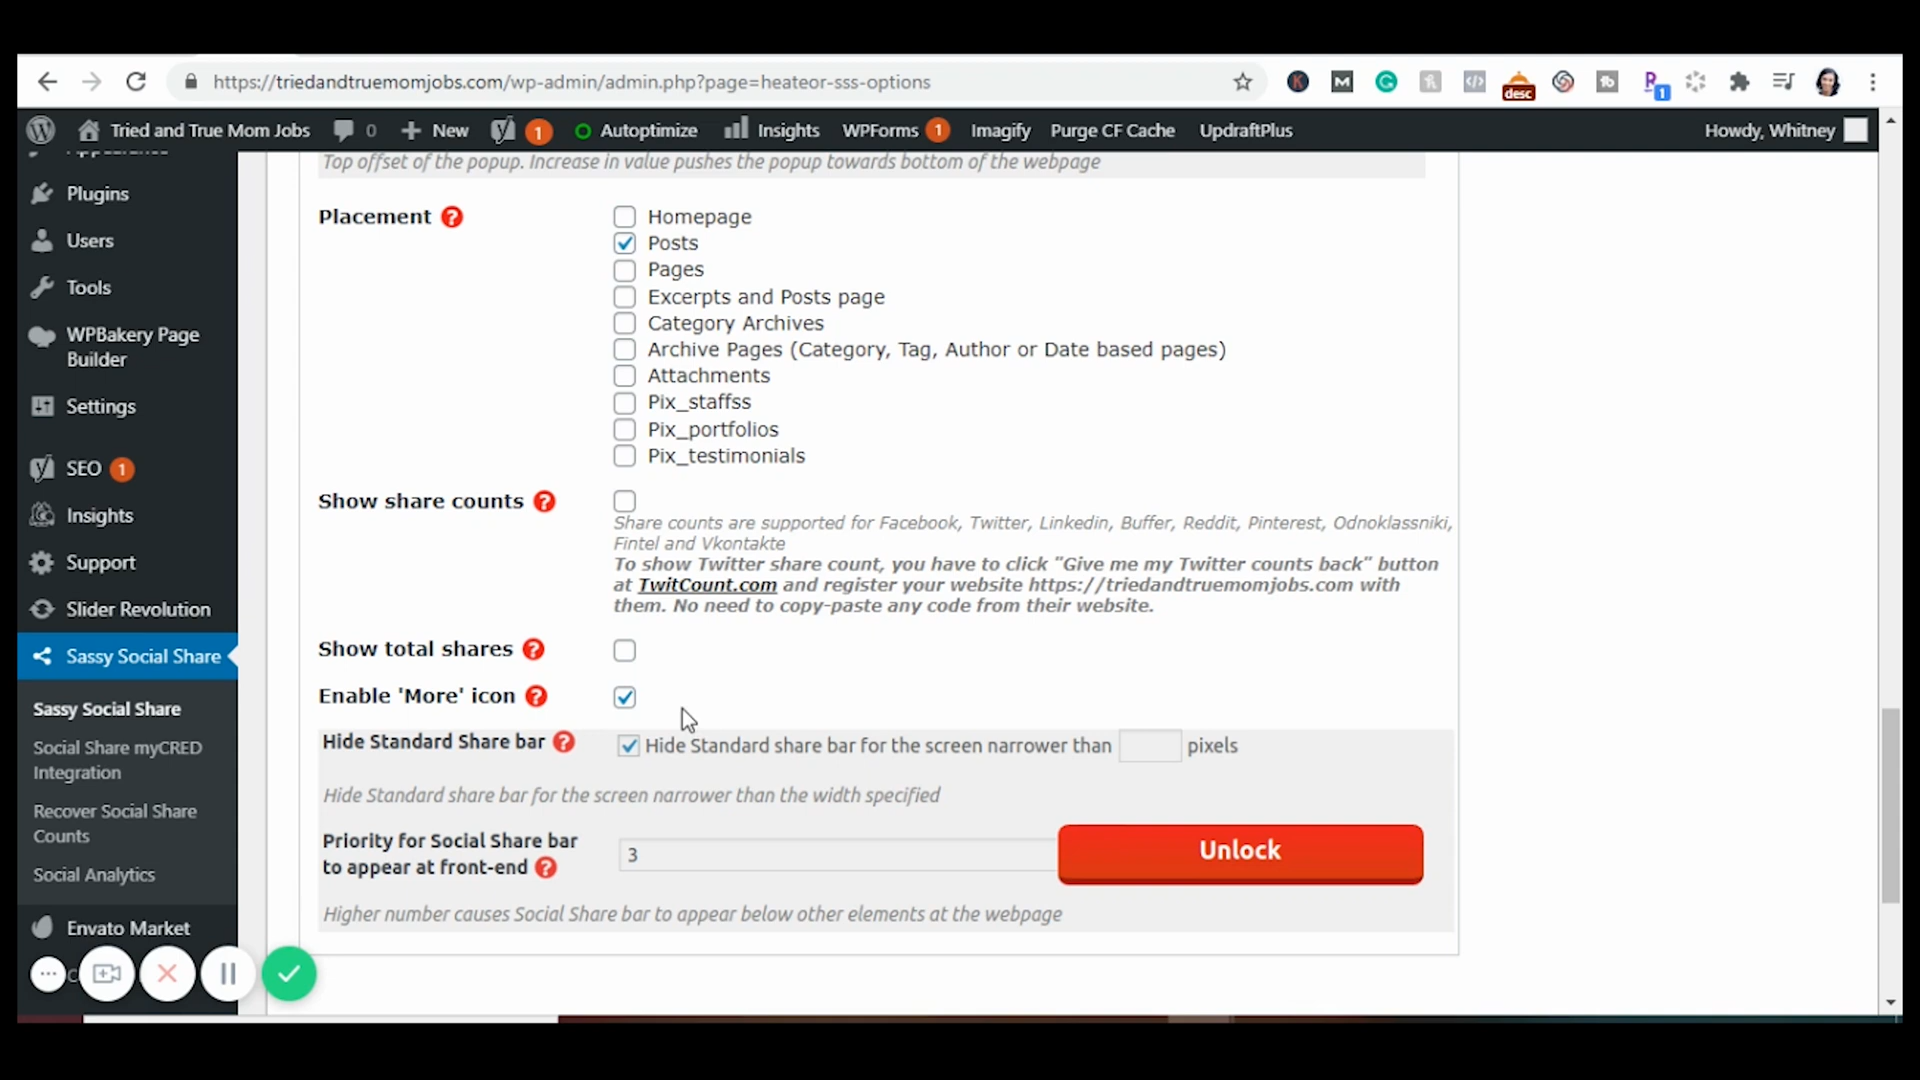 https://triedandtruemomjobs.com/wp-admin/admin.php?page=heateor-sss-options
desc
1
Tried and True Mom Jobs 0 New 1 Autoptimize Insights WPForms 1 Imagify Purge CF Cache UpdraftPlus Howdy, Whitney
Appearance
Plugins
Users
Tools
WPBakery Page
Builder
Settings
SEO 1
Insights
Support
Slider Revolution
Sassy Social Share
Sassy Social Share
Social Share myCRED
Integration
Recover Social Share
Counts
Social Analytics
Envato Market
Top offset of the popup. Increase in value pushes the popup towards bottom of the webpage
Placement ?
Homepage
Posts
Pages
Excerpts and Posts page
Category Archives
Archive Pages (Category, Tag, Author or Date based pages)
Attachments
Pix_staffss
Pix_portfolios
Pix_testimonials
Show share counts ?
Share counts are supported for Facebook, Twitter, Linkedin, Buffer, Reddit, Pinterest, Odnoklassniki,
Fintel and Vkontakte
To show Twitter share count, you have to click "Give me my Twitter counts back" button
at TwitCount.com and register your website https://triedandtruemomjobs.com with
them. No need to copy-paste any code from their website.
Show total shares ?
Enable 'More' icon ?
Hide Standard Share bar ? Hide Standard share bar for the screen narrower than pixels
Hide Standard share bar for the screen narrower than the width specified
Priority for Social Share bar
to appear at front-end ?
3
Unlock
Higher number causes Social Share bar to appear below other elements at the webpage